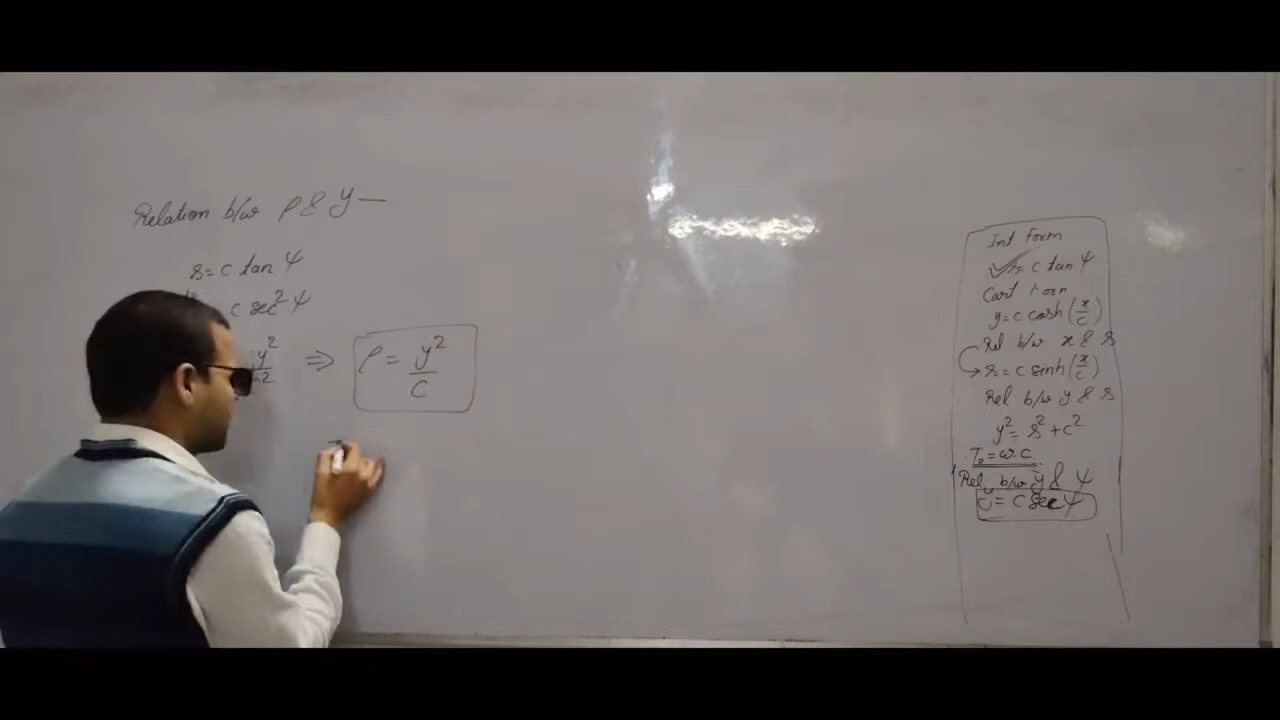 Relation b/w ρ & y —
s = c tan ψ
c sec² ψ
y² ⇒ ρ = y²/c
Int Form
s = c tan ψ
Cart Form
y = c cosh (x/c)
Rel b/w x & s
→ s = c sinh (x/c)
Rel b/w y & s
y² = s² + c²
T₀ = w.c
Rel b/w y & ψ
y = c sec ψ